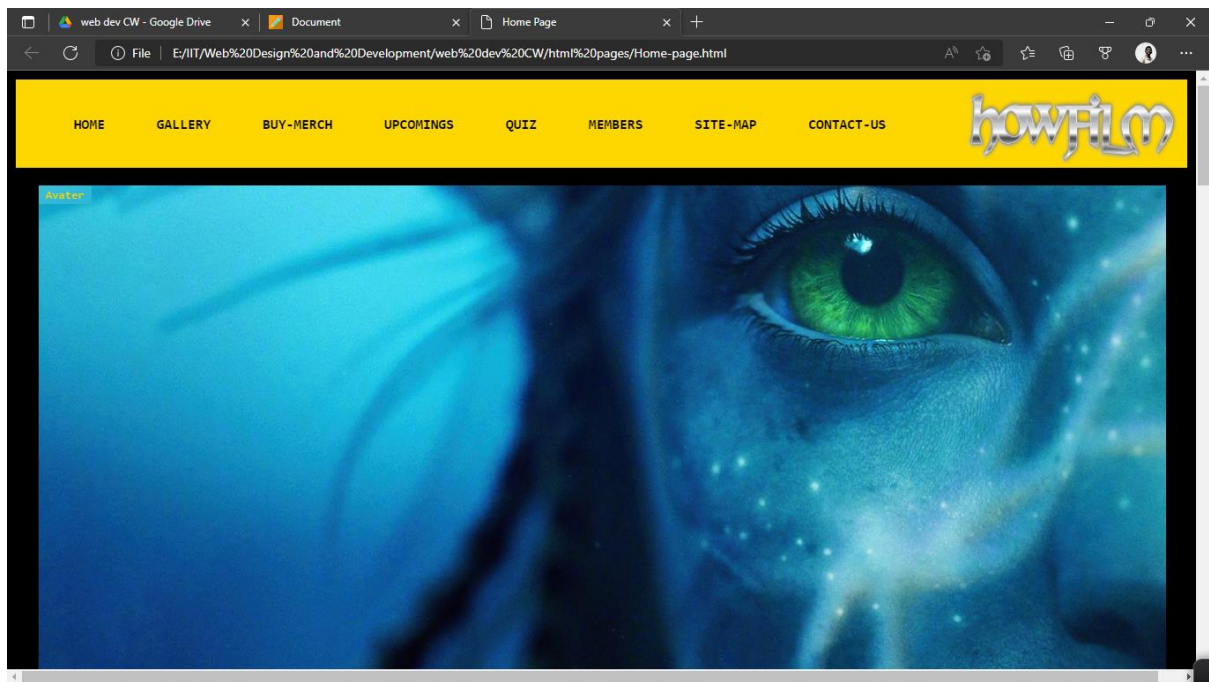 web dev CW - Google Drive
Document
Home Page
File
E:/IIT/Web%20Design%20and%20Development/web%20dev%20CW/html%20pages/Home-page.html
HOME GALLERY BUY-MERCH UPCOMINGS QUIZ MEMBERS SITE-MAP CONTACT-US
howfilm
Avater